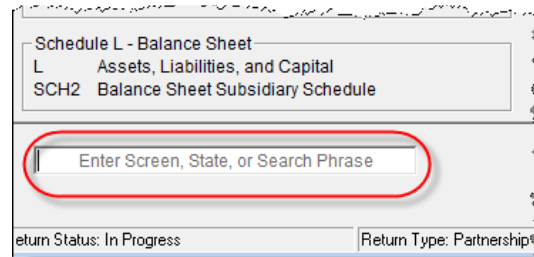 Schedule L - Balance Sheet
L Assets, Liabilities, and Capital
SCH2 Balance Sheet Subsidiary Schedule
Enter Screen, State, or Search Phrase
eturn Status: In Progress
Return Type: Partnership